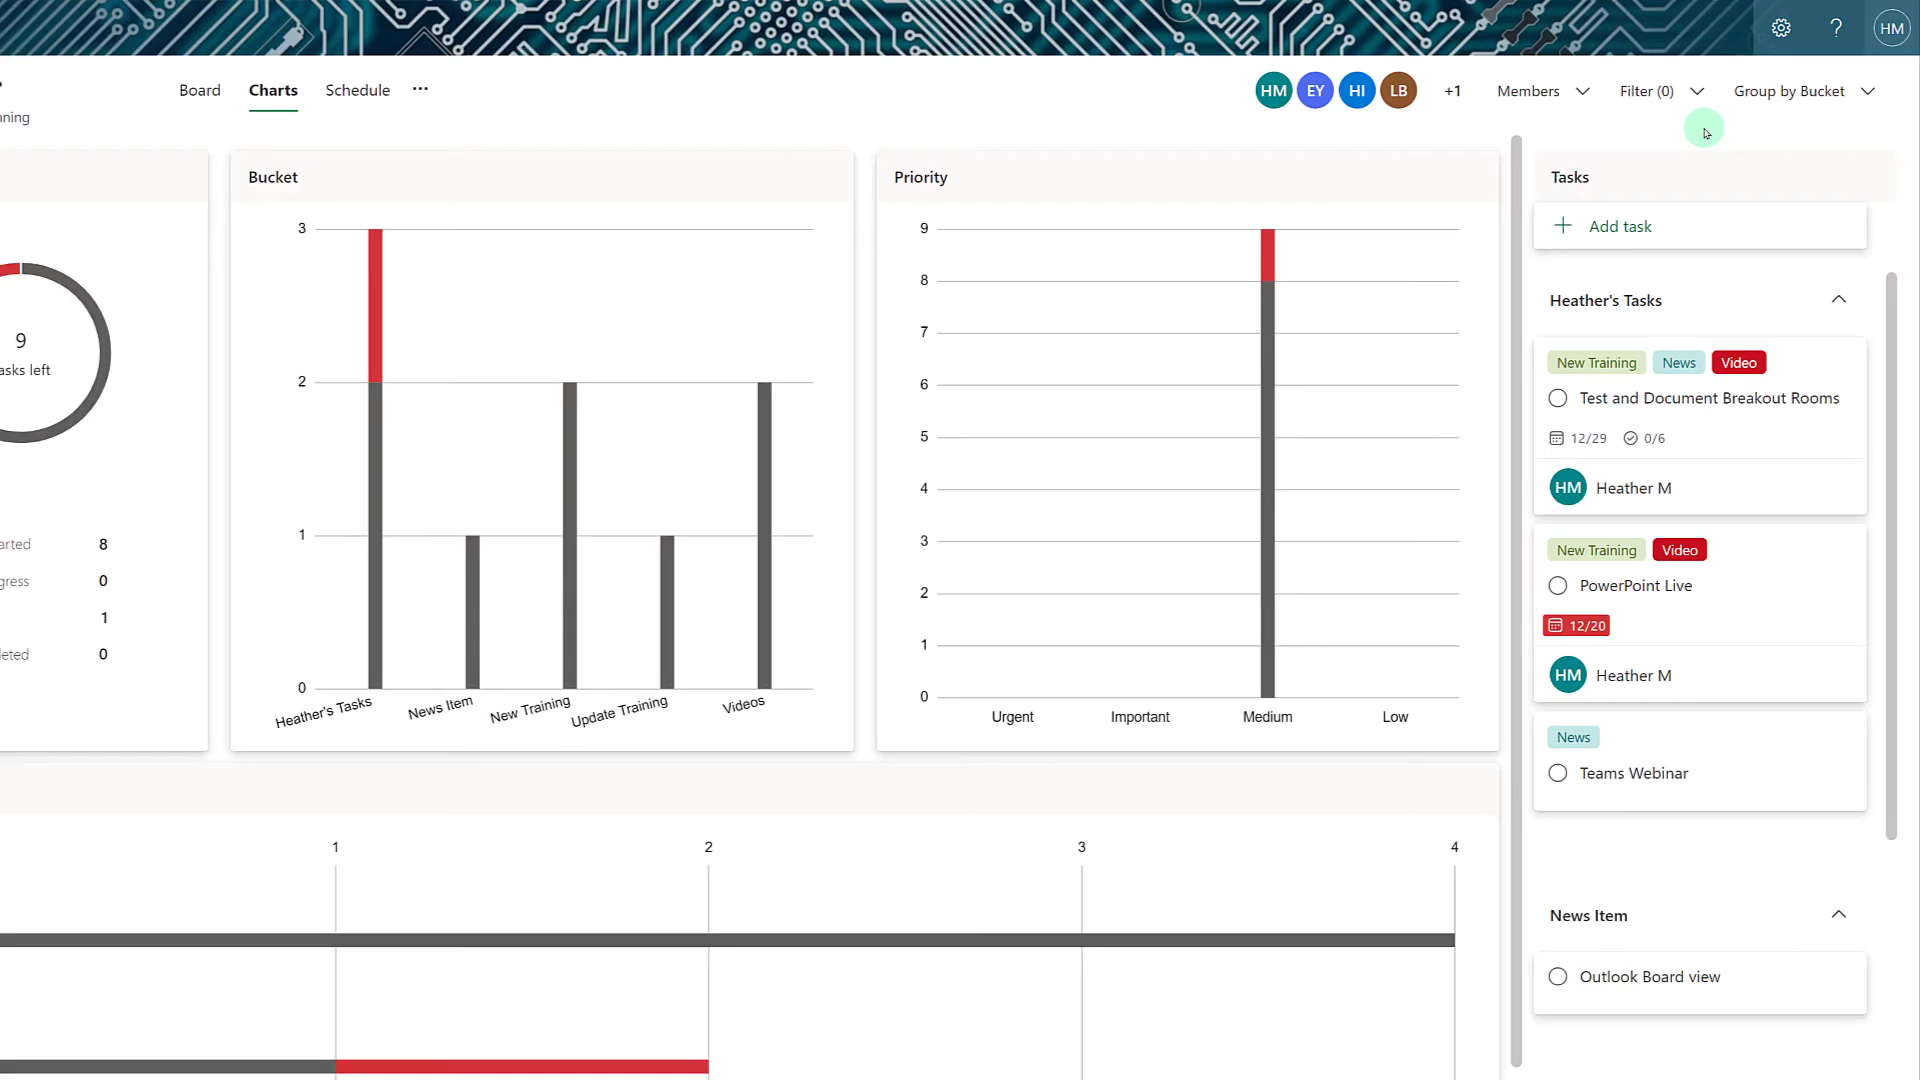 HM
Board
Charts
Schedule
HM
EY
HI
LB
+1
Members
Filter (0)
Group by Bucket
nning
9
asks left
arted 8
gress 0
1
leted 0
Bucket
3
2
1
0
Heather's Tasks
News Item
New Training
Update Training
Videos
Priority
9
8
7
6
5
4
3
2
1
0
Urgent
Important
Medium
Low
1
2
3
4
Tasks
Add task
Heather's Tasks
New Training
News
Video
Test and Document Breakout Rooms
12/29 0/6
HM Heather M
New Training
Video
PowerPoint Live
12/20
HM Heather M
News
Teams Webinar
News Item
Outlook Board view